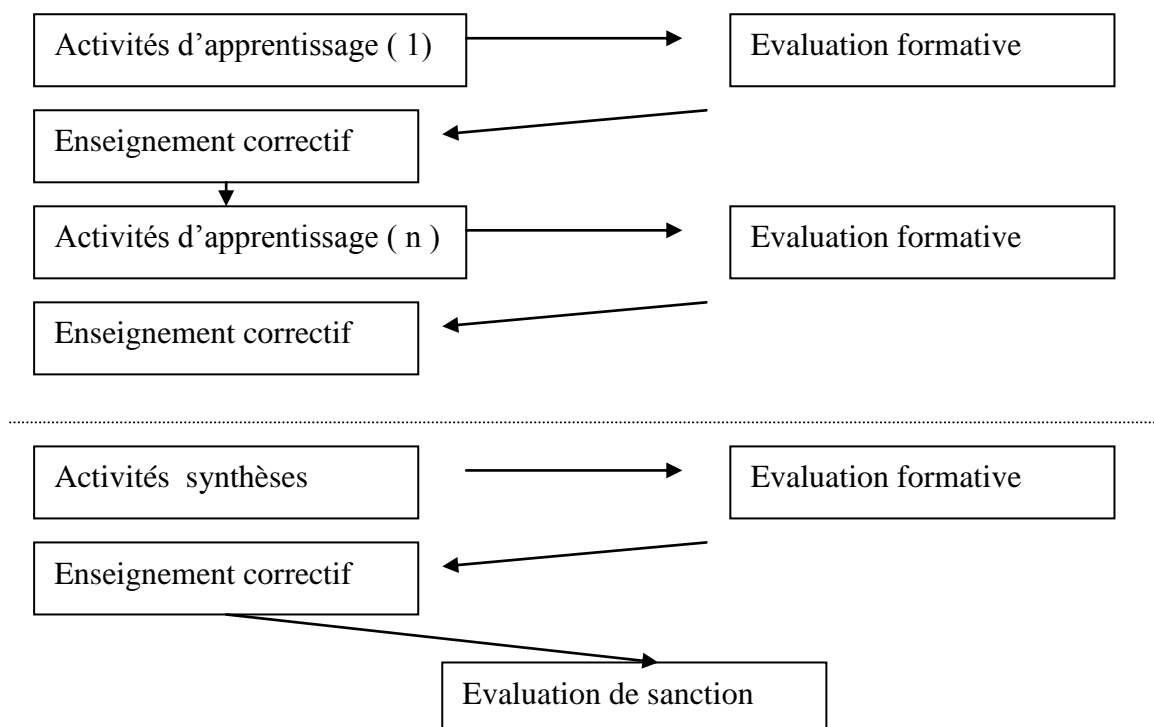 Activités d’apprentissage ( 1)
Evaluation formative
Enseignement correctif
Activités d’apprentissage ( n )
Evaluation formative
Enseignement correctif
Activités synthèses
Evaluation formative
Enseignement correctif
Evaluation de sanction